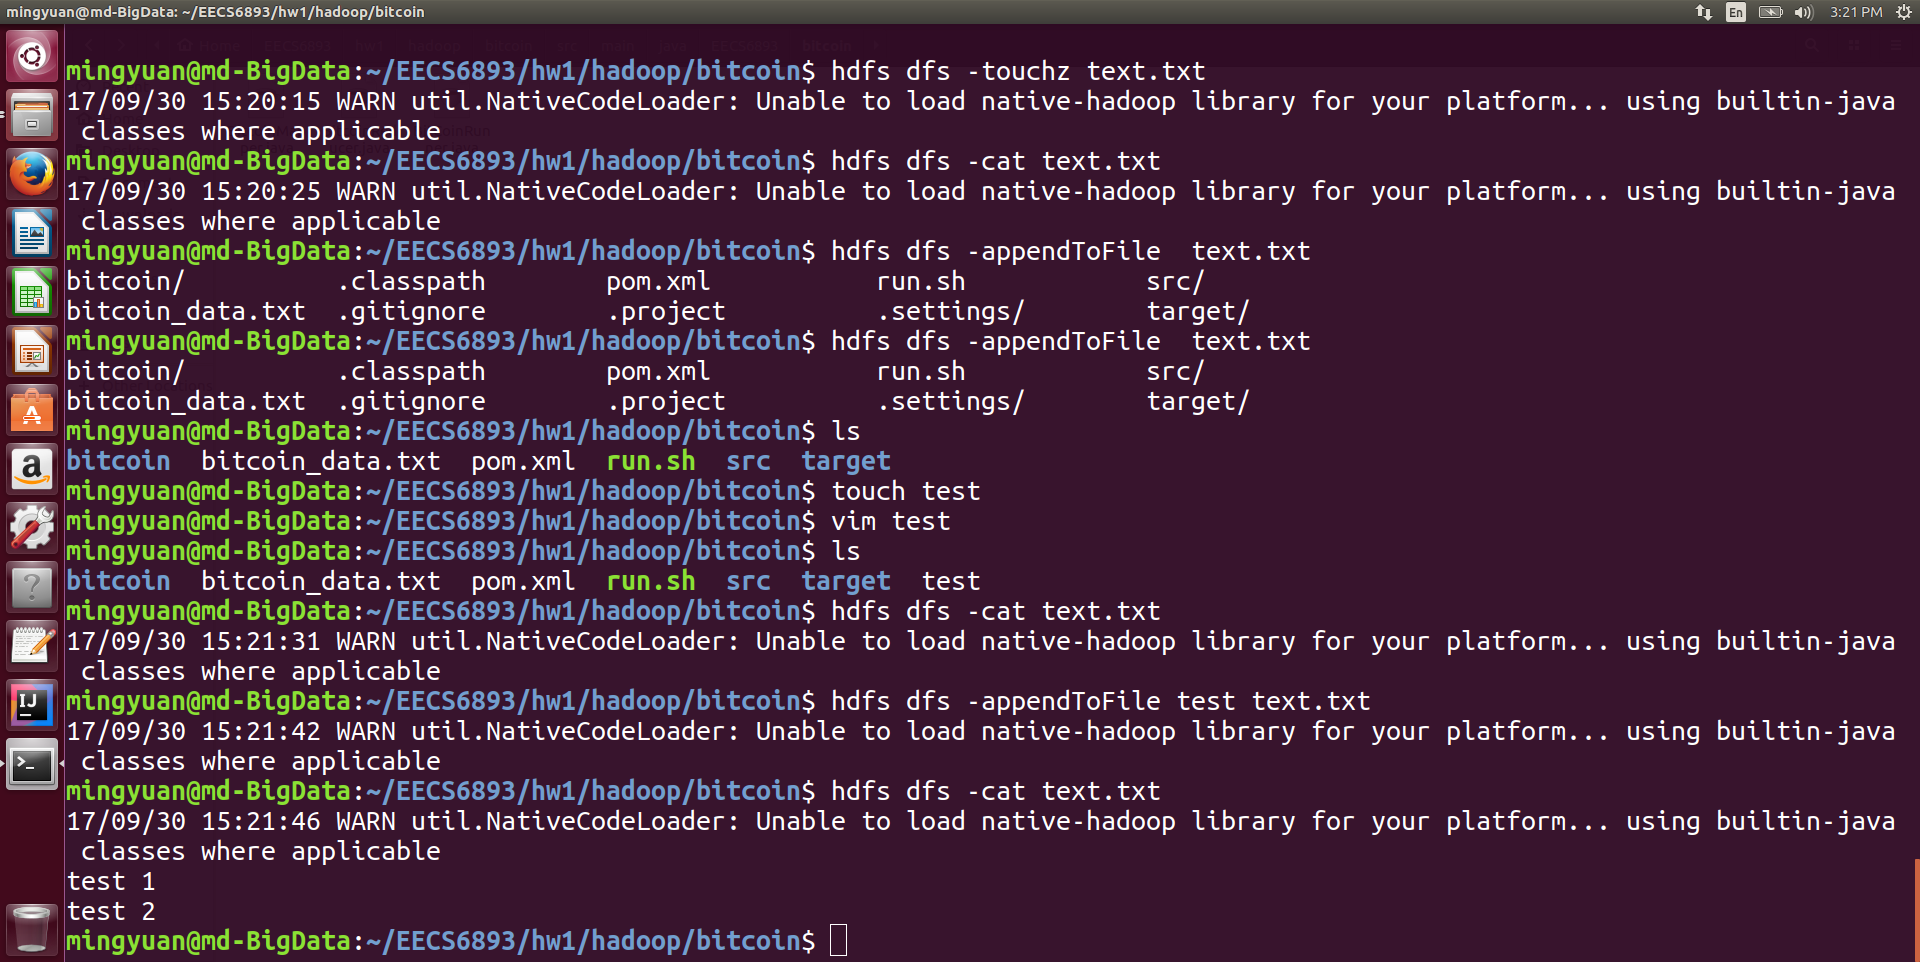 mingyuan@md-BigData: ~/EECS6893/hw1/hadoop/bitcoin
En
3:21 PM
mingyuan@md-BigData:~/EECS6893/hw1/hadoop/bitcoin$ hdfs dfs -touchz text.txt
17/09/30 15:20:15 WARN util.NativeCodeLoader: Unable to load native-hadoop library for your platform... using builtin-java
 classes where applicable
mingyuan@md-BigData:~/EECS6893/hw1/hadoop/bitcoin$ hdfs dfs -cat text.txt
17/09/30 15:20:25 WARN util.NativeCodeLoader: Unable to load native-hadoop library for your platform... using builtin-java
 classes where applicable
mingyuan@md-BigData:~/EECS6893/hw1/hadoop/bitcoin$ hdfs dfs -appendToFile  text.txt
bitcoin/          .classpath        pom.xml           run.sh            src/
bitcoin_data.txt  .gitignore        .project          .settings/        target/
mingyuan@md-BigData:~/EECS6893/hw1/hadoop/bitcoin$ hdfs dfs -appendToFile  text.txt
bitcoin/          .classpath        pom.xml           run.sh            src/
bitcoin_data.txt  .gitignore        .project          .settings/        target/
mingyuan@md-BigData:~/EECS6893/hw1/hadoop/bitcoin$ ls
bitcoin  bitcoin_data.txt  pom.xml  run.sh  src  target
mingyuan@md-BigData:~/EECS6893/hw1/hadoop/bitcoin$ touch test
mingyuan@md-BigData:~/EECS6893/hw1/hadoop/bitcoin$ vim test
mingyuan@md-BigData:~/EECS6893/hw1/hadoop/bitcoin$ ls
bitcoin  bitcoin_data.txt  pom.xml  run.sh  src  target  test
mingyuan@md-BigData:~/EECS6893/hw1/hadoop/bitcoin$ hdfs dfs -cat text.txt
17/09/30 15:21:31 WARN util.NativeCodeLoader: Unable to load native-hadoop library for your platform... using builtin-java
 classes where applicable
mingyuan@md-BigData:~/EECS6893/hw1/hadoop/bitcoin$ hdfs dfs -appendToFile test text.txt
17/09/30 15:21:42 WARN util.NativeCodeLoader: Unable to load native-hadoop library for your platform... using builtin-java
 classes where applicable
mingyuan@md-BigData:~/EECS6893/hw1/hadoop/bitcoin$ hdfs dfs -cat text.txt
17/09/30 15:21:46 WARN util.NativeCodeLoader: Unable to load native-hadoop library for your platform... using builtin-java
 classes where applicable
test 1
test 2
mingyuan@md-BigData:~/EECS6893/hw1/hadoop/bitcoin$